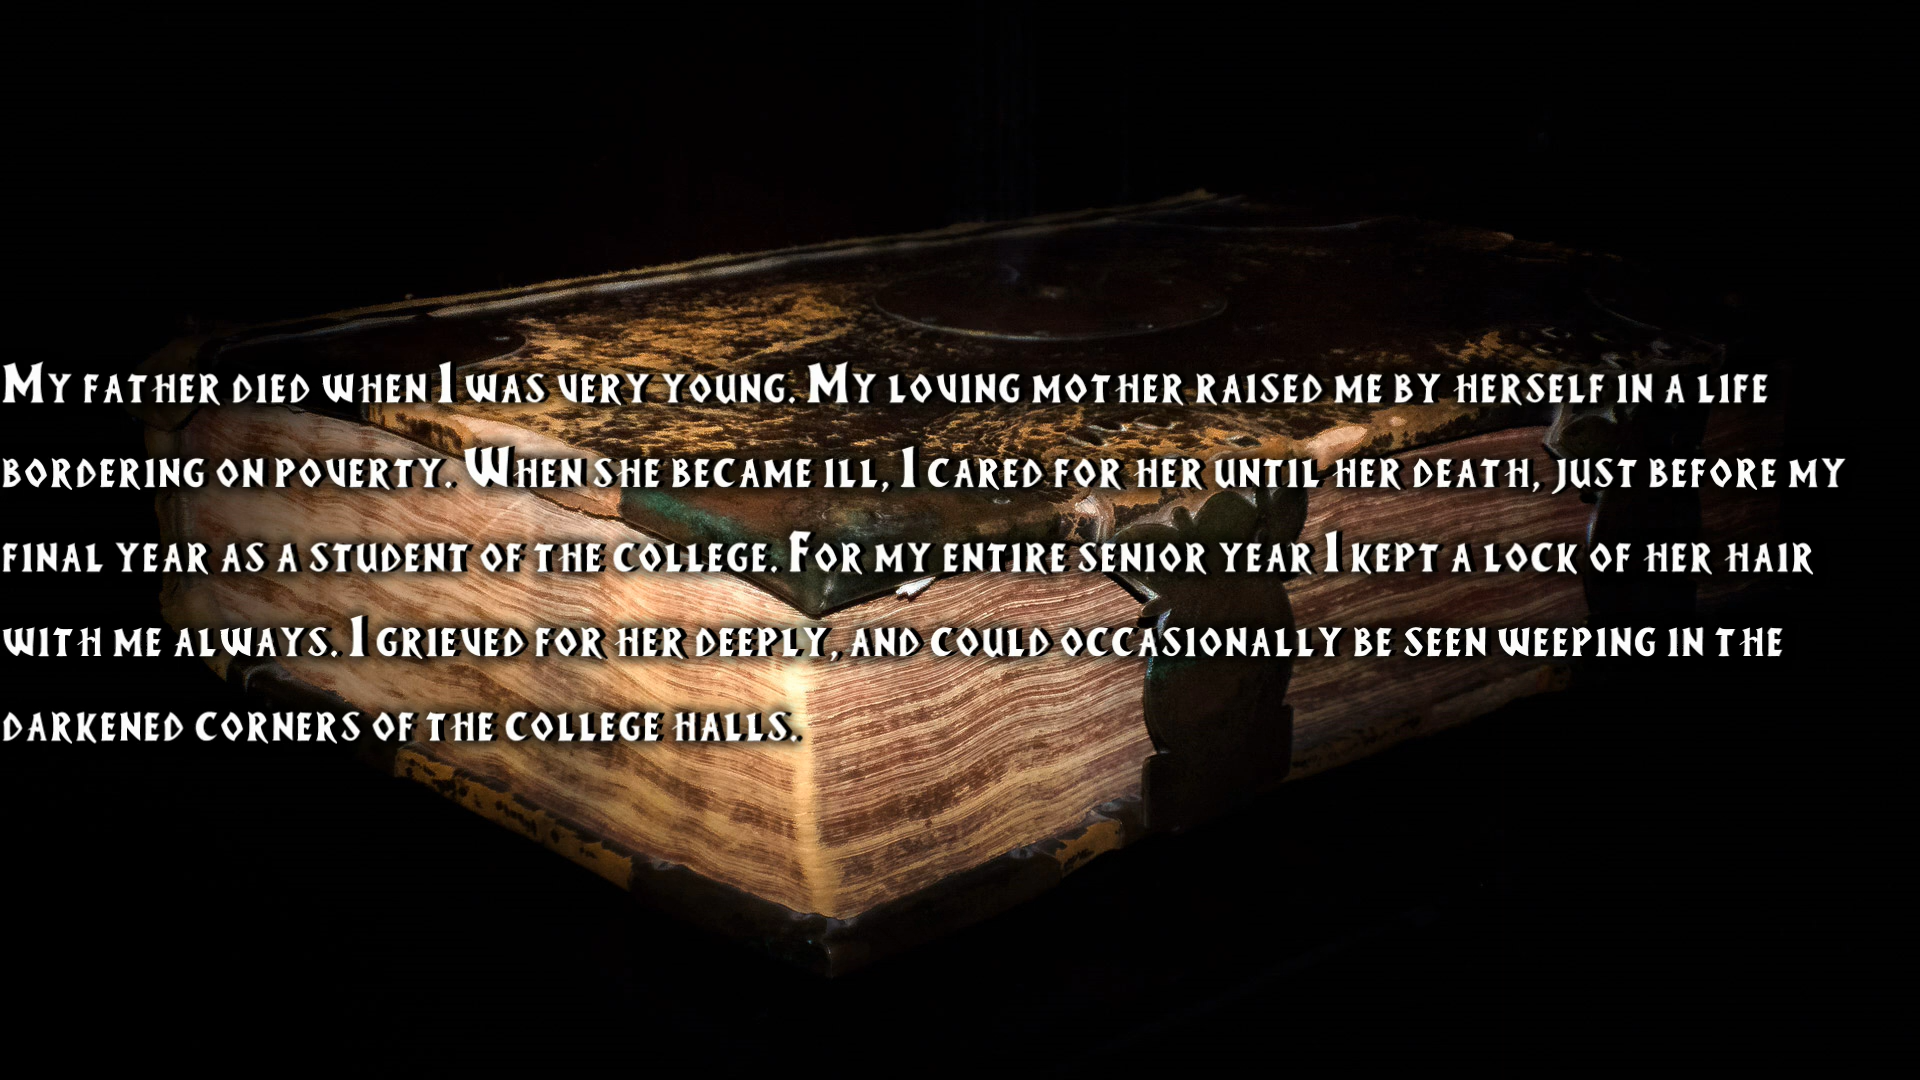 My father died when I was very young. My loving mother raised me by herself in a life
bordering on poverty. When she became ill, I cared for her until her death, just before my
final year as a student of the college. For my entire senior year I kept a lock of her hair
with me always. I grieved for her deeply, and could occasionally be seen weeping in the
darkened corners of the college halls.